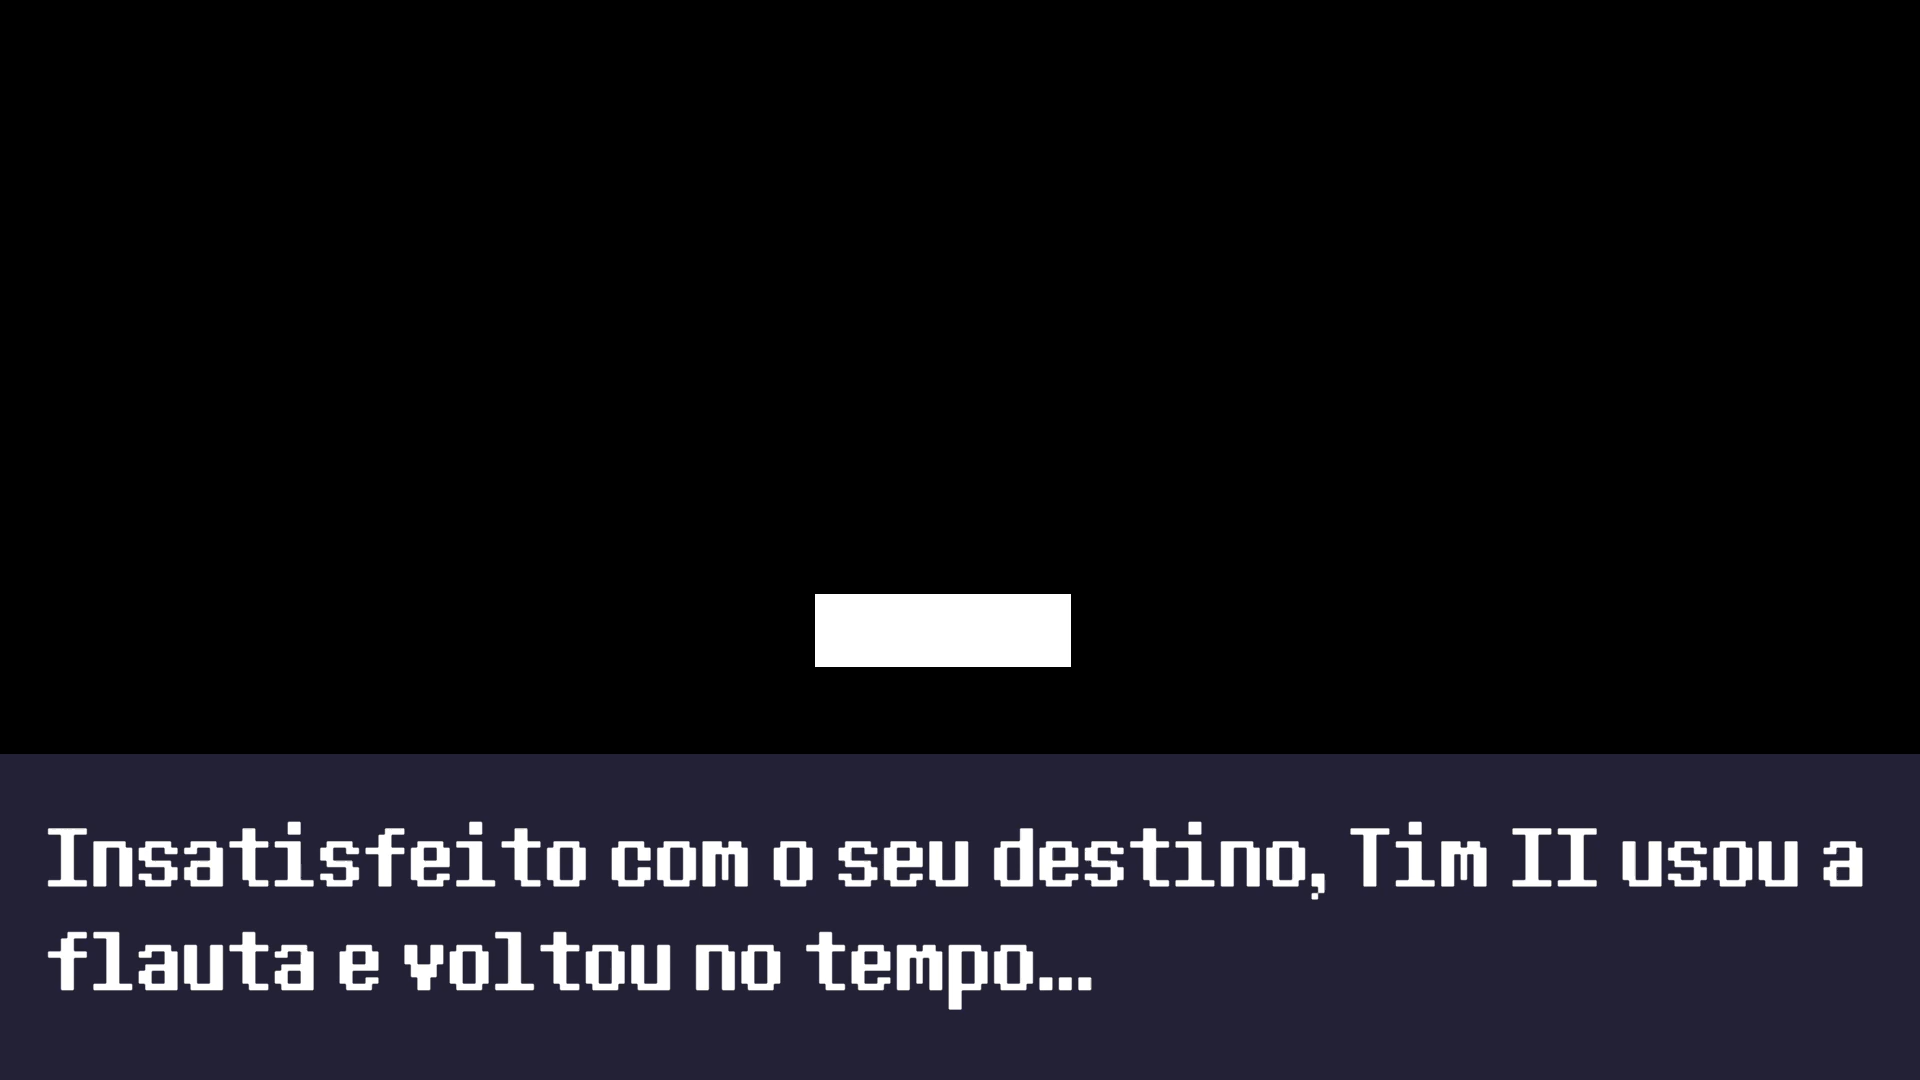 Insatisfeito com o seu destino, Tim II usou a
flauta e voltou no tempo...